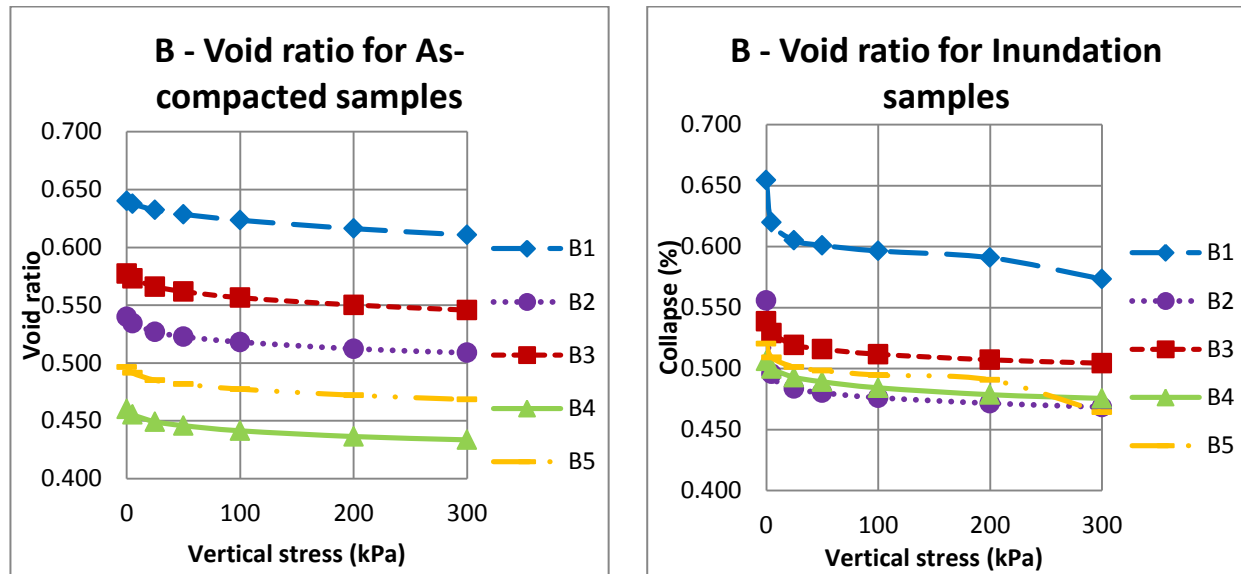 B - Void ratio for As-
compacted samples
Void ratio
0.700
0.650
0.600
0.550
0.500
0.450
0.400
0 100 200 300
Vertical stress (kPa)
B1
B2
B3
B4
B5
B - Void ratio for Inundation
samples
Collapse (%)
0.700
0.650
0.600
0.550
0.500
0.450
0.400
0 100 200 300
Vertical stress (kPa)
B1
B2
B3
B4
B5